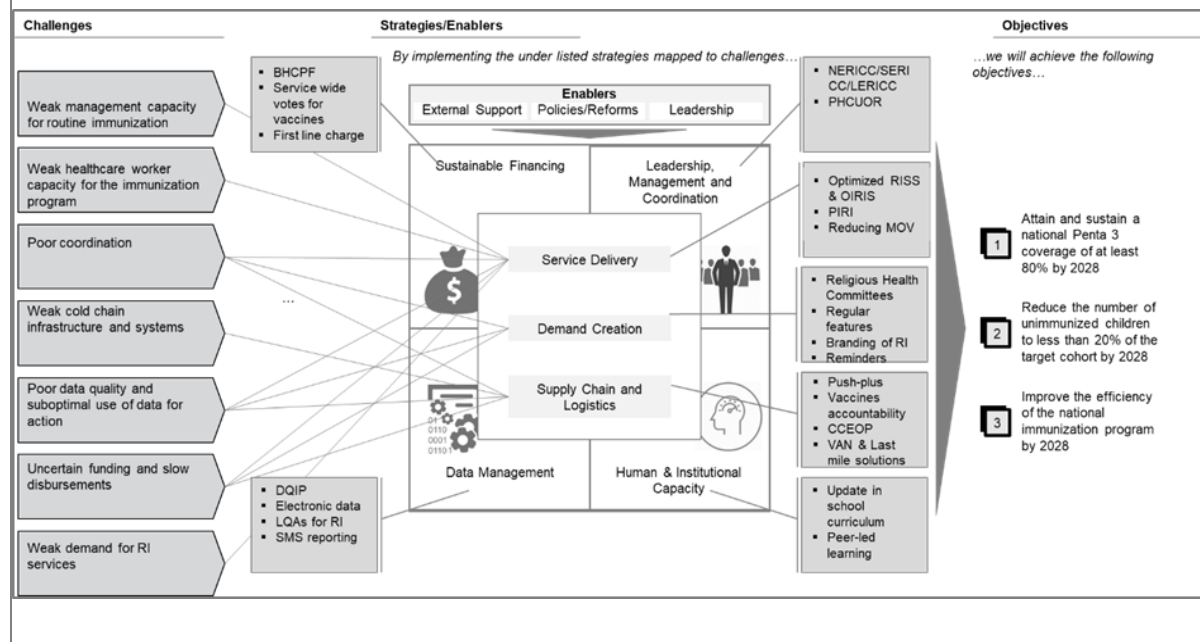 Challenges
Strategies/Enablers
Objectives
By implementing the under listed strategies mapped to challenges…
…we will achieve the following
objectives…
Weak management capacity
for routine immunization
Weak healthcare worker
capacity for the immunization
program
Poor coordination
Weak cold chain
infrastructure and systems
Poor data quality and
suboptimal use of data for
action
Uncertain funding and slow
disbursements
Weak demand for RI
services
▪ BHCPF
▪ Service wide
votes for
vaccines
▪ First line charge
…
▪ DQIP
▪ Electronic data
▪ LQAs for RI
▪ SMS reporting
Enablers
External Support
Policies/Reforms
Leadership
Sustainable Financing
Leadership,
Management and
Coordination
Service Delivery
Demand Creation
Supply Chain and
Logistics
$
01
0110
0001
01101
Data Management
Human & Institutional
Capacity
▪ NERICC/SERI
CC/LERICC
▪ PHCUOR
▪ Optimized RISS
& OIRIS
▪ PIRI
▪ Reducing MOV
▪ Religious Health
Committees
▪ Regular
features
▪ Branding of RI
▪ Reminders
▪ Push-plus
▪ Vaccines
accountability
▪ CCEOP
▪ VAN & Last
mile solutions
▪ Update in
school
curriculum
▪ Peer-led
learning
1
Attain and sustain a
national Penta 3
coverage of at least
80% by 2028
2
Reduce the number of
unimmunized children
to less than 20% of the
target cohort by 2028
3
Improve the efficiency
of the national
immunization program
by 2028